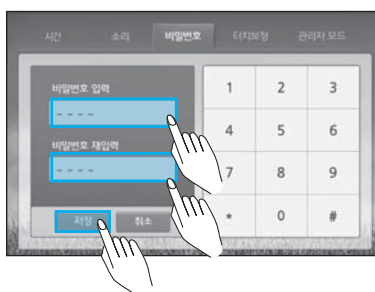 시간 소리 비밀번호 터치보정 관리자 모드
비밀번호 입력
- - - -
비밀번호 재입력
- - - -
저장 취소
1 2 3
4 5 6
7 8 9
* 0 #